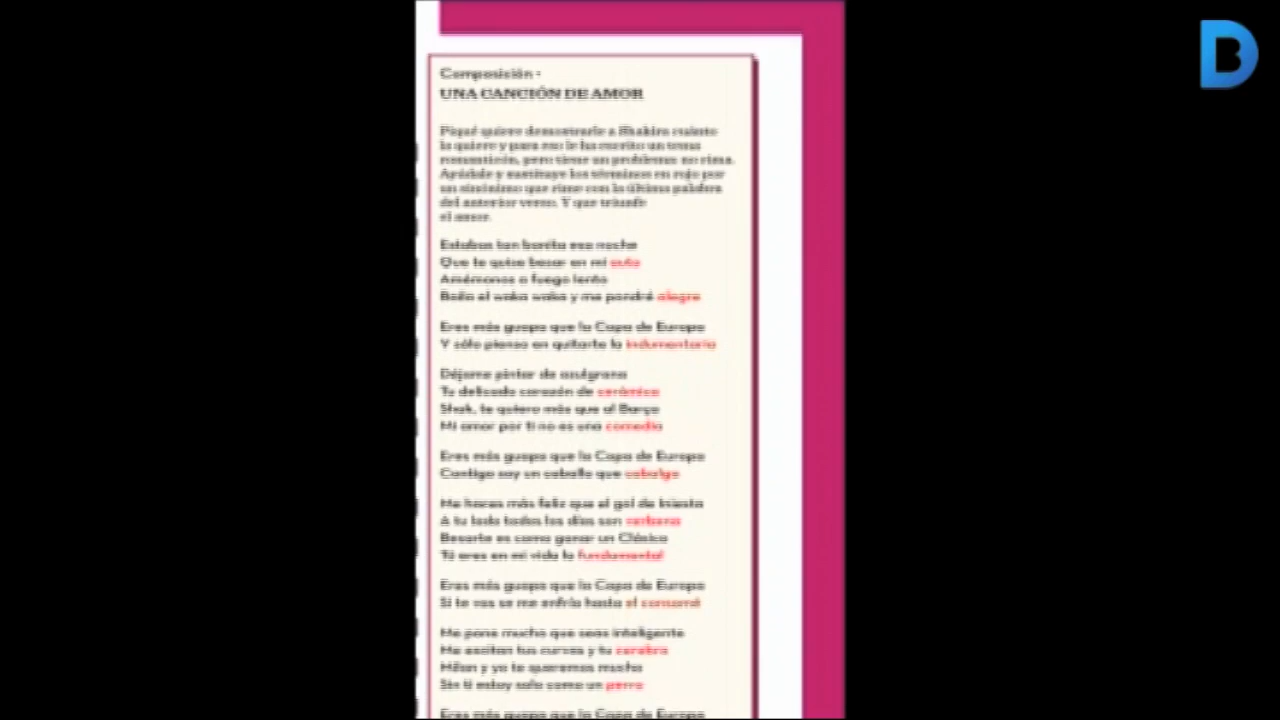 Composición -
UNA CANCIÓN DE AMOR
Piqué quiere demostrarle a Shakira cuánto
la quiere y para eso le ha escrito un tema
romanticón, pero tiene un problema: no rima.
Ayúdale y sustituye los términos en rojo por
un sinónimo que rime con la última palabra
del anterior verso. Y que triunfe
el amor.
Estabas tan bonita esa noche
Que te quise besar en mi auto
Amémonos a fuego lento
Baila el waka waka y me pondré alegre
Eres más guapa que la Copa de Europa
Y sólo pienso en quitarte la indumentaria
Déjame pintar de azulgrana
Tu delicado corazón de cerámica
Shak, te quiero más que al Barça
Mi amor por ti no es una comedia
Eres más guapa que la Copa de Europa
Contigo soy un caballo que cabalga
Me haces más feliz que el gol de Iniesta
A tu lado todos los días son verbena
Besarte es como ganar un Clásico
Tú eres en mi vida lo fundamental
Eres más guapa que la Copa de Europa
Si te vas se me enfría hasta el consomé
Me pone mucho que seas inteligente
Me excitan tus curvas y tu cerebro
Milan y yo te queremos mucho
Sin ti estoy solo como un perro
Eres más guapa que la Copa de Europa